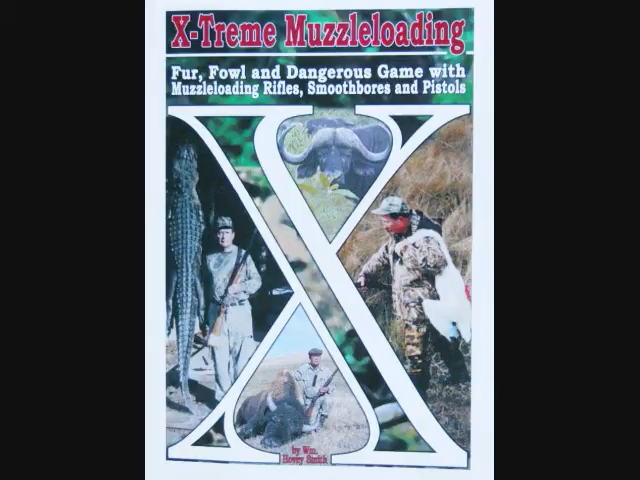 X-Treme Muzzleloading
Fur, Fowl and Dangerous Game with
Muzzleloading Rifles, Smoothbores and Pistols
X
by Wm.
Hovey Smith